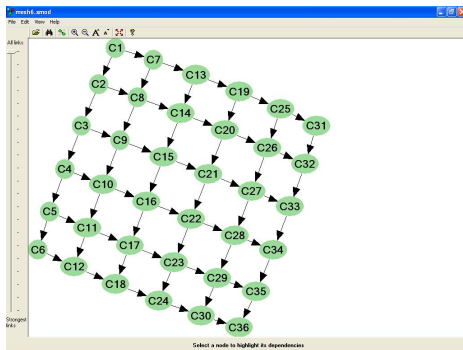 mesh6.smod
File Edit View Help
All links
C1
C7
C13
C19
C25
C31
C2
C8
C14
C20
C26
C32
C3
C9
C15
C21
C27
C33
C4
C10
C16
C22
C28
C34
C5
C11
C17
C23
C29
C35
C6
C12
C18
C24
C30
C36
Strongest
links
Select a node to highlight its dependencies